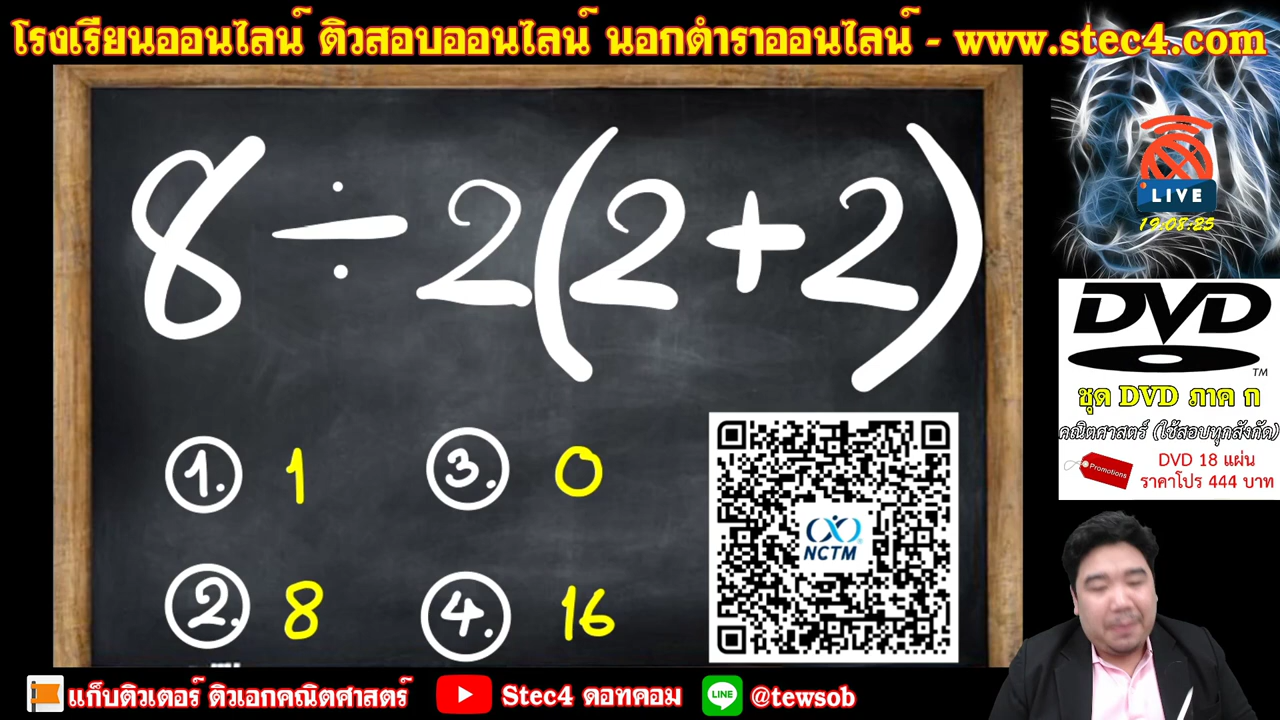 โรงเรียนออนไลน์ ติวสอบออนไลน์ นอกตำราออนไลน์ - www.stec4.com
8÷2(2+2)
LIVE
19.08.25
DVD
TM
ชุด DVD ภาค ก
คณิตศาสตร์ (ใช้สอบทุกสังกัด)
Promotions
DVD 18 แผ่น
ราคาโปร 444 บาท
1. 1
3. 0
2. 8
4. 16
NCTM
แก็บติวเตอร์ ติวเอกคณิตศาสตร์
Stec4 ดอทคอม
LINE
@tewsob